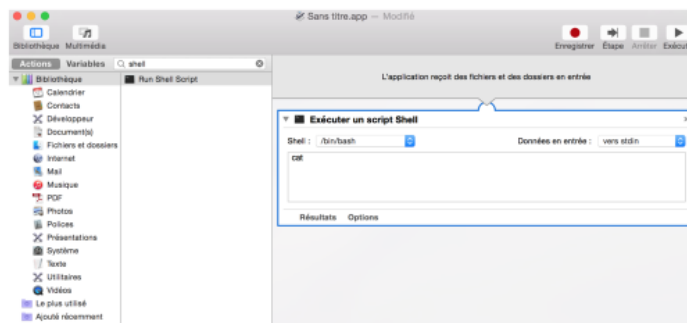 Sans titre.app — Modifié
Bibliothèque Multimédia
Enregistrer Étape Arrêter Exécut
Actions Variables shell
Bibliothèque
Calendrier
Contacts
Développeur
Document(s)
Fichiers et dossiers
Internet
Mail
Musique
PDF
Photos
Polices
Présentations
Système
Texte
Utilitaires
Vidéos
Le plus utilisé
Ajouté récemment
Run Shell Script
L'application reçoit des fichiers et des dossiers en entrée
Exécuter un script Shell
Shell : /bin/bash Données en entrée : vers stdin
cat
Résultats Options